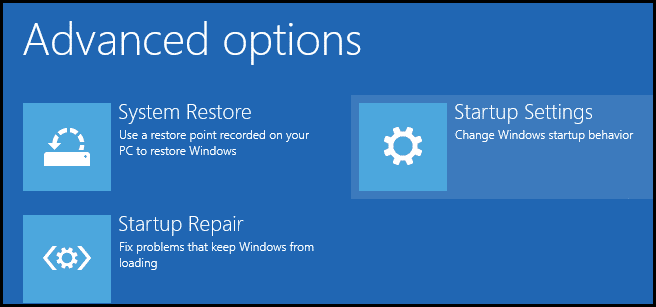 Advanced options
System Restore
Use a restore point recorded on your
PC to restore Windows
Startup Settings
Change Windows startup behavior
Startup Repair
Fix problems that keep Windows from
loading